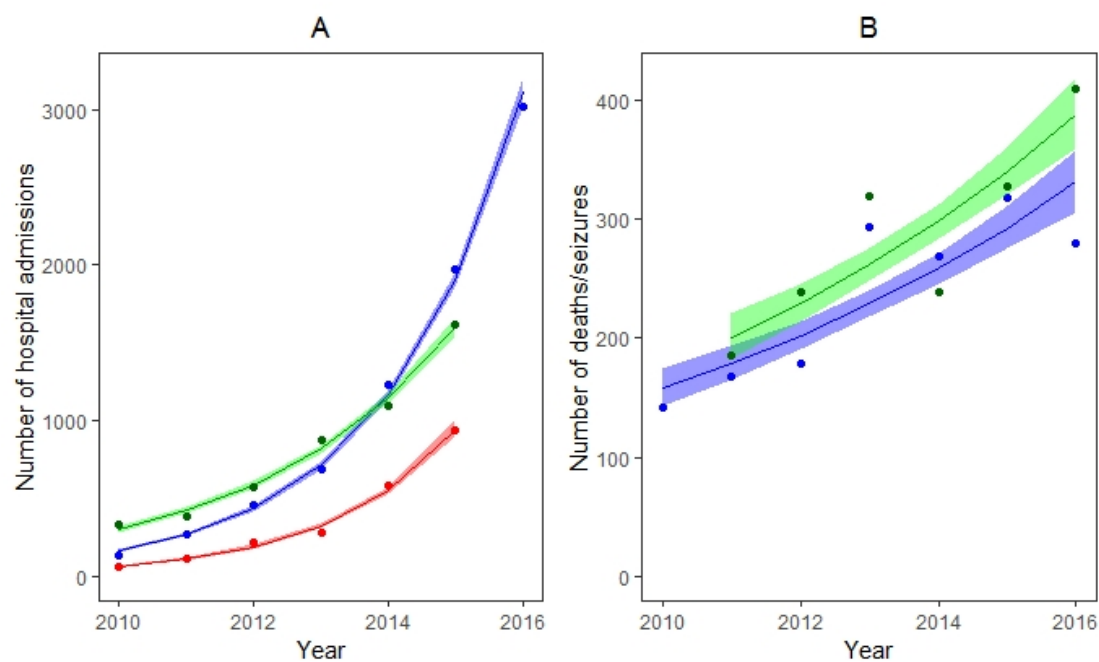 A
Number of hospital admissions
3000
2000
1000
0
2010
2012
2014
2016
Year
B
Number of deaths/seizures
400
300
200
100
0
2010
2012
2014
2016
Year